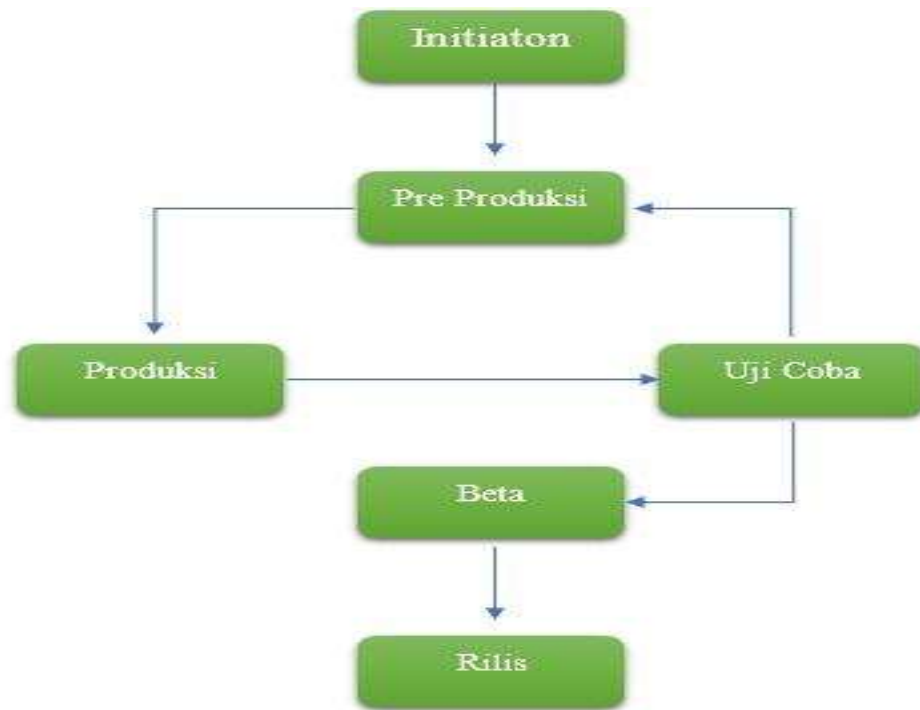 Initiaton
Pre Produksi
Produksi
Uji Coba
Beta
Rilis